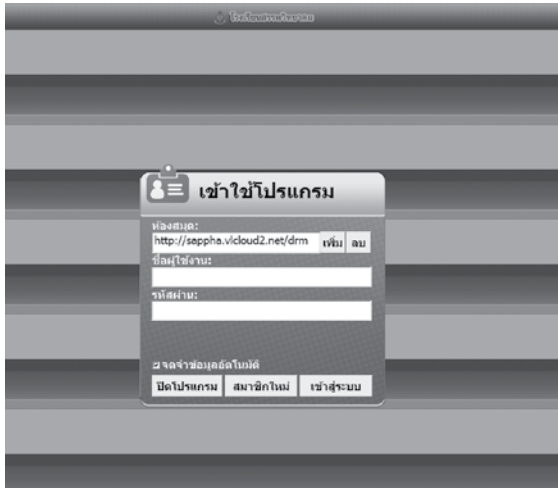 เข้าใช้โปรแกรม
ห้องสมุด:
http://sappha.vlcloud2.net/drm เพิ่ม ลบ
ชื่อผู้ใช้งาน:
รหัสผ่าน:
จดจำข้อมูลอัตโนมัติ
ปิดโปรแกรม สมาชิกใหม่ เข้าสู่ระบบ